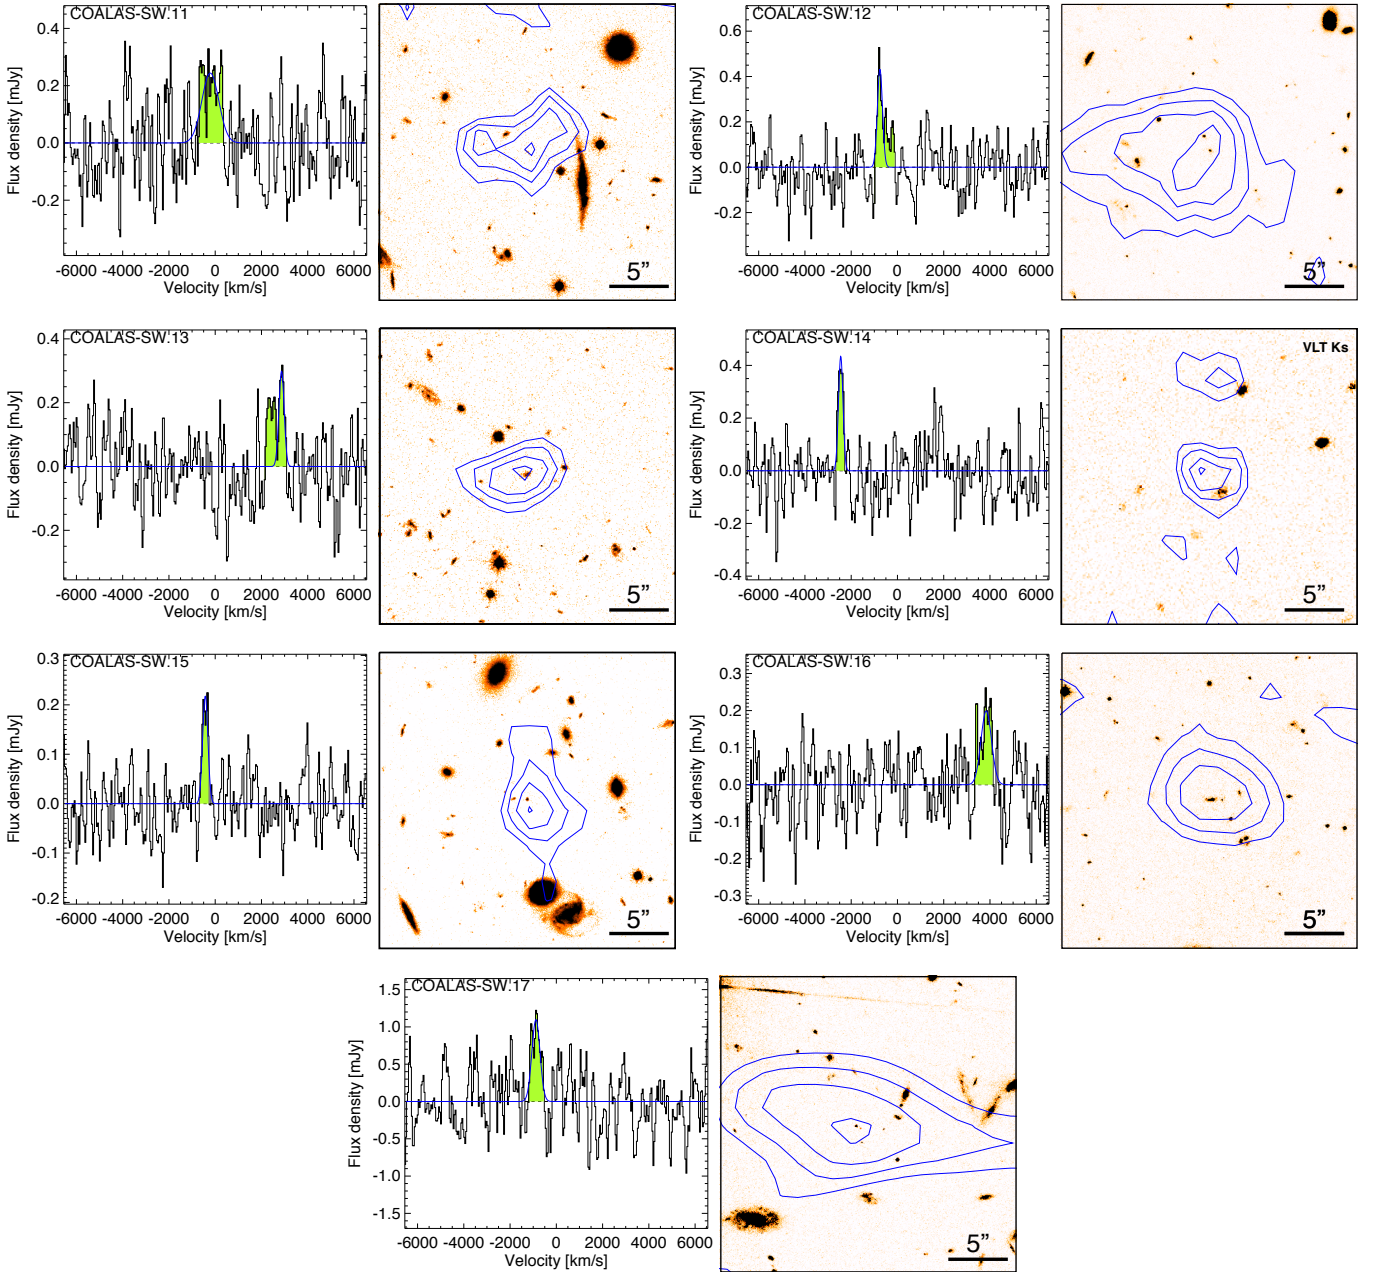 COALAS-SW.11
0.4
0.2
0.0
-0.2
Flux density [mJy]
-6000 -4000 -2000 0 2000 4000 6000
Velocity [km/s]
5”
COALAS-SW.12
0.6
0.4
0.2
0.0
-0.2
Flux density [mJy]
-6000 -4000 -2000 0 2000 4000 6000
Velocity [km/s]
5”
COALAS-SW.13
0.4
0.2
0.0
-0.2
Flux density [mJy]
-6000 -4000 -2000 0 2000 4000 6000
Velocity [km/s]
5”
COALAS-SW.14
0.4
0.2
0.0
-0.2
-0.4
Flux density [mJy]
-6000 -4000 -2000 0 2000 4000 6000
Velocity [km/s]
VLT Ks
5”
COALAS-SW.15
0.3
0.2
0.1
0.0
-0.1
-0.2
Flux density [mJy]
-6000 -4000 -2000 0 2000 4000 6000
Velocity [km/s]
5”
COALAS-SW.16
0.3
0.2
0.1
0.0
-0.1
-0.2
-0.3
Flux density [mJy]
-6000 -4000 -2000 0 2000 4000 6000
Velocity [km/s]
5”
COALAS-SW.17
1.5
1.0
0.5
0.0
-0.5
-1.0
-1.5
Flux density [mJy]
-6000 -4000 -2000 0 2000 4000 6000
Velocity [km/s]
5”